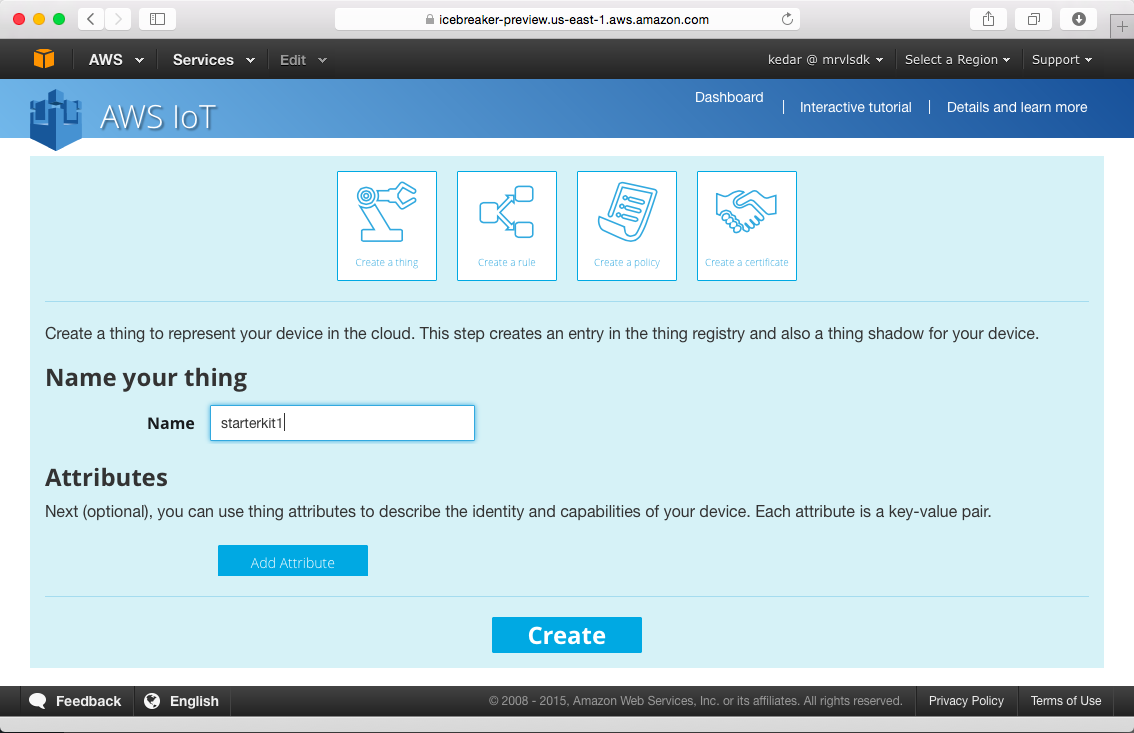 icebreaker-preview.us-east-1.aws.amazon.com
AWS Services Edit kedar @ mrvlsdk Select a Region Support
AWS IoT
Dashboard
Interactive tutorial
Details and learn more
Create a thing
Create a rule
Create a policy
Create a certificate
Create a thing to represent your device in the cloud. This step creates an entry in the thing registry and also a thing shadow for your device.
Name your thing
Name starterkit1
Attributes
Next (optional), you can use thing attributes to describe the identity and capabilities of your device. Each attribute is a key-value pair.
Add Attribute
Create
Feedback English © 2008 - 2015, Amazon Web Services, Inc. or its affiliates. All rights reserved. Privacy Policy Terms of Use